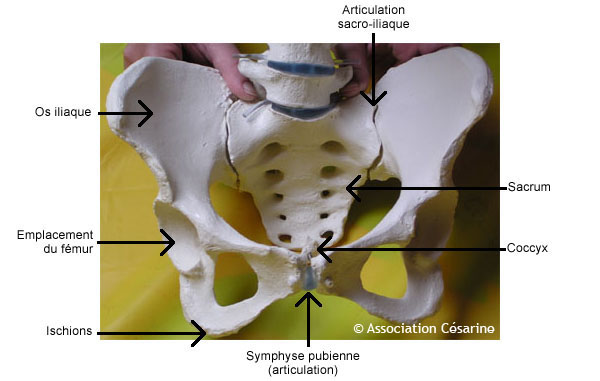 Articulation
sacro-iliaque
Os iliaque
Sacrum
Emplacement
du fémur
Coccyx
Ischions
© Association Césarine
Symphyse pubienne
(articulation)